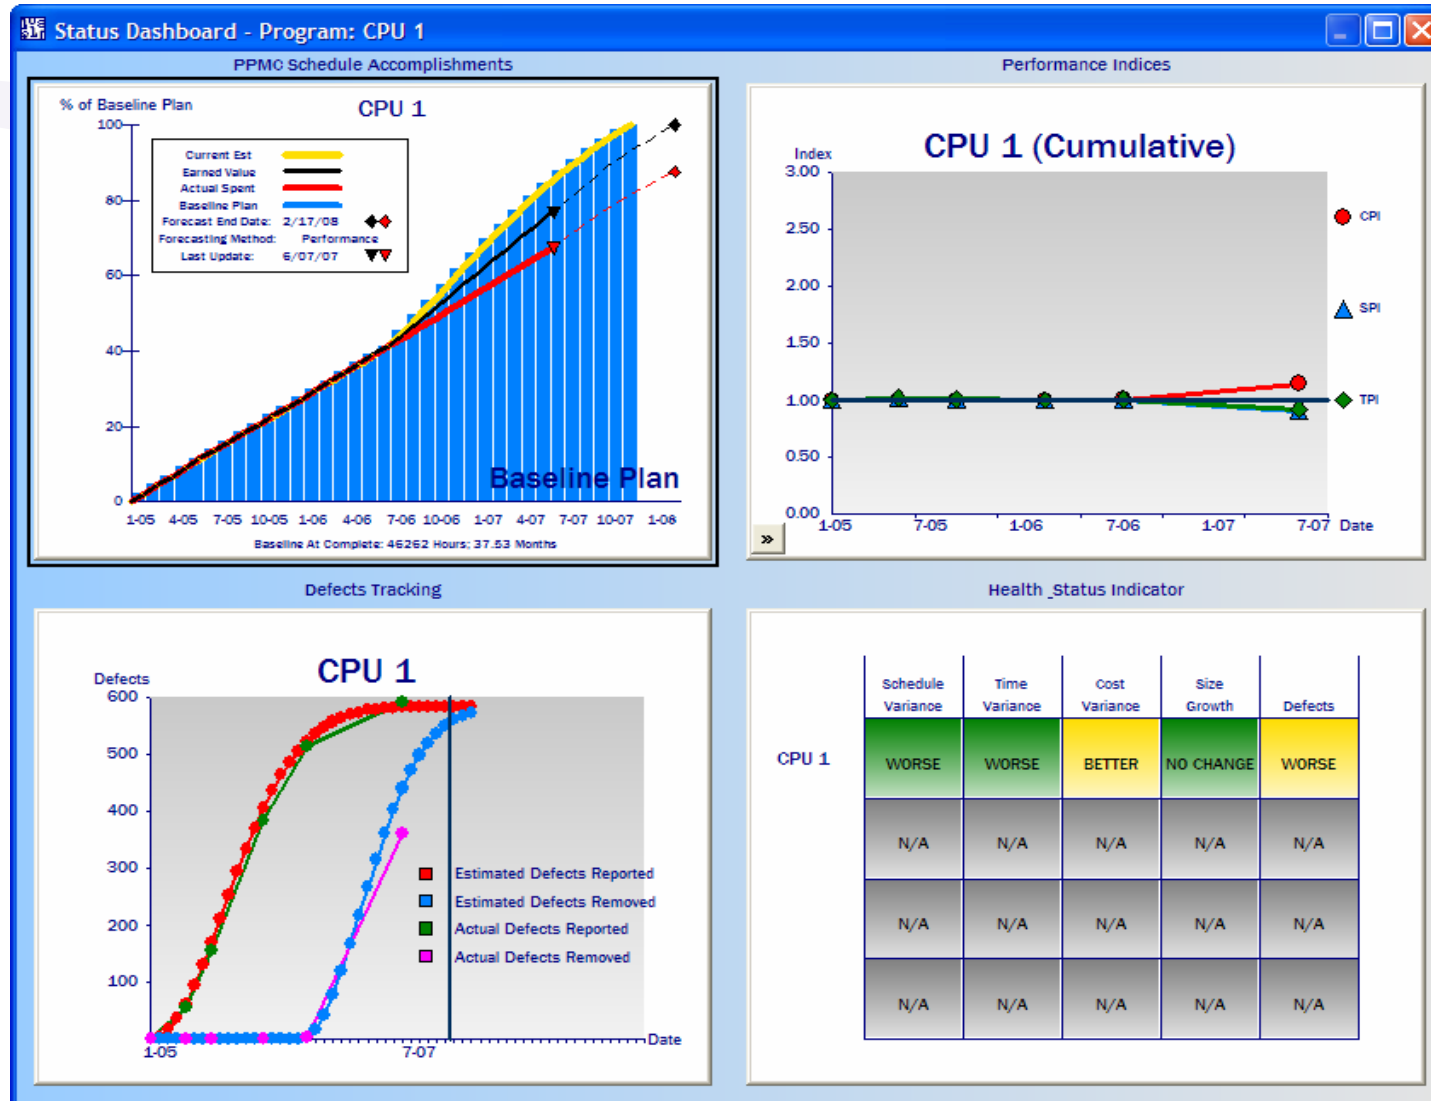 Status Dashboard - Program: CPU 1
PPMC Schedule Accomplishments
% of Baseline Plan
CPU 1
100
80
60
40
20
0
Current Est
Earned Value
Actual Spent
Baseline Plan
Forecast End Date: 2/17/08
Forecasting Method: Performance
Last Update: 6/07/07
Baseline Plan
1-05 4-05 7-05 10-05 1-06 4-06 7-06 10-06 1-07 4-07 7-07 10-07 1-08
Baseline At Complete: 46262 Hours; 37.53 Months
Performance Indices
CPU 1 (Cumulative)
Index
3.00
2.50
2.00
1.50
1.00
0.50
0.00
CPI
SPI
TPI
1-05 7-05 1-06 7-06 1-07 7-07 Date
»
Defects Tracking
CPU 1
Defects
600
500
400
300
200
100
Estimated Defects Reported
Estimated Defects Removed
Actual Defects Reported
Actual Defects Removed
1-05 7-07 Date
Health _Status Indicator
Schedule Variance Time Variance Cost Variance Size Growth Defects
CPU 1 WORSE WORSE BETTER NO CHANGE WORSE
N/A N/A N/A N/A N/A
N/A N/A N/A N/A N/A
N/A N/A N/A N/A N/A